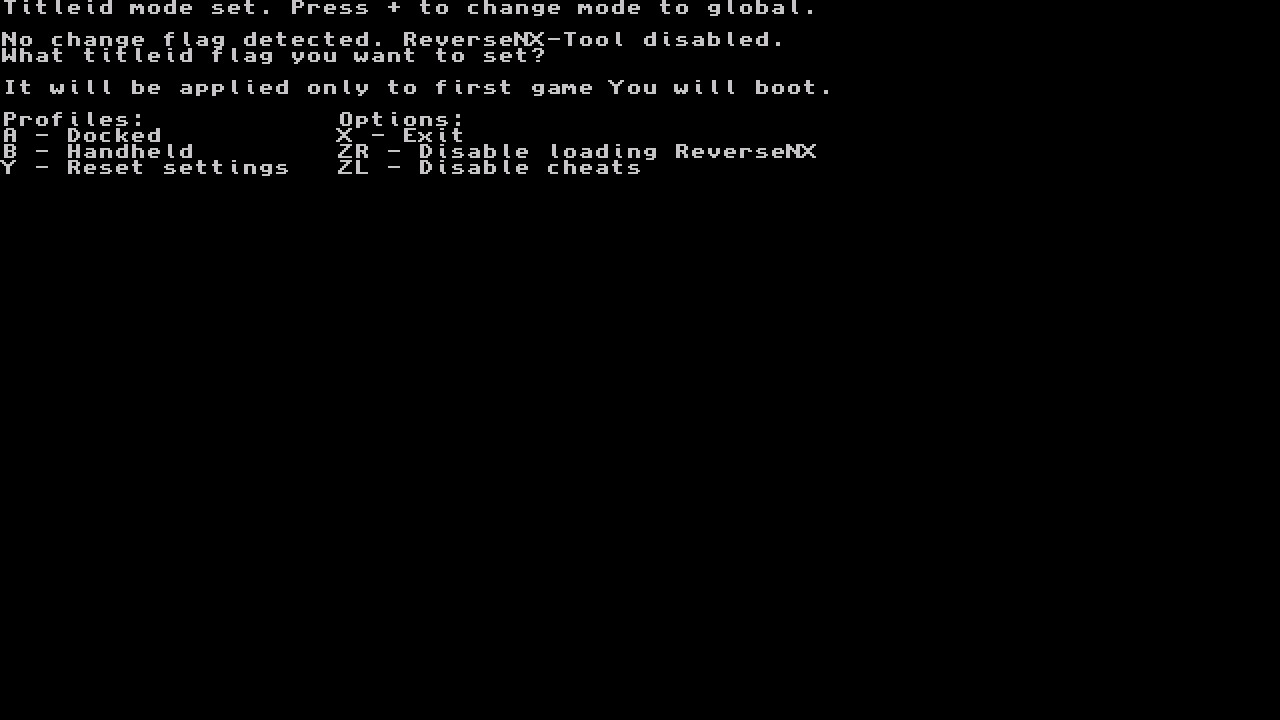 Titleid mode set. Press + to change mode to global.
No change flag detected. ReverseNX-Tool disabled.
What titleid flag you want to set?
It will be applied only to first game You will boot.
Profiles: Options:
A - Docked X - Exit
B - Handheld ZR - Disable loading ReverseNX
Y - Reset settings ZL - Disable cheats